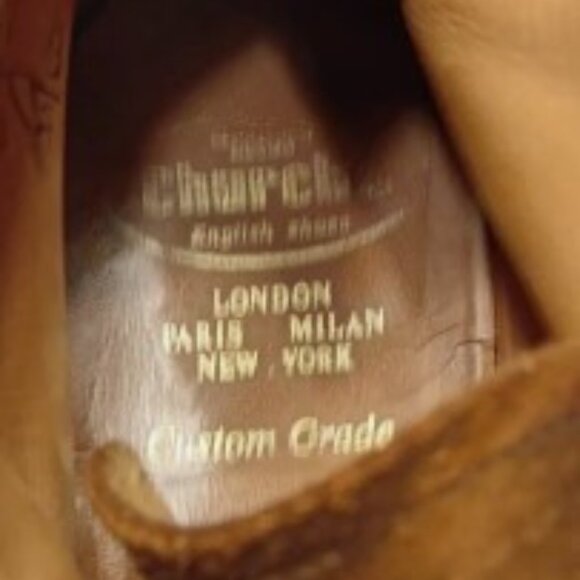 Church's
English shoes
LONDON
PARIS MILAN
NEW YORK
Custom Grade